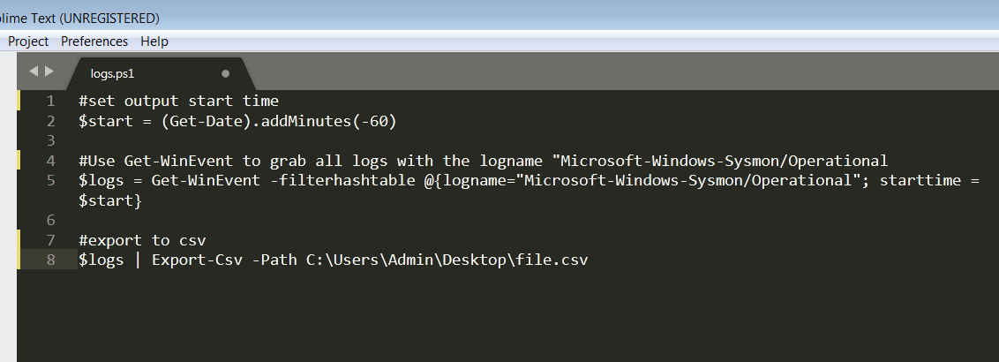 lime Text (UNREGISTERED)
Project Preferences Help
logs.ps1
1 #set output start time
2 $start = (Get-Date).addMinutes(-60)
3
4 #Use Get-WinEvent to grab all logs with the logname "Microsoft-Windows-Sysmon/Operational
5 $logs = Get-WinEvent -filterhashtable @{logname="Microsoft-Windows-Sysmon/Operational"; starttime =
$start}
6
7 #export to csv
8 $logs | Export-Csv -Path C:\Users\Admin\Desktop\file.csv